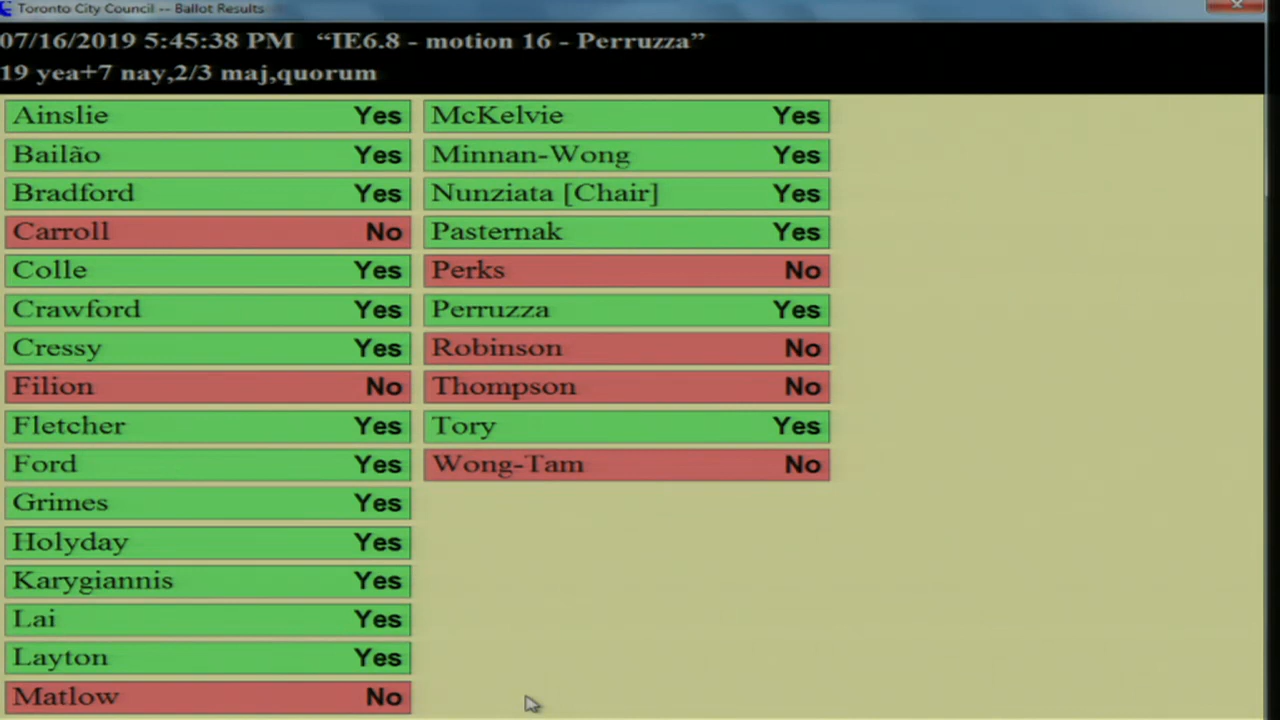 Toronto City Council -- Ballot Results
07/16/2019 5:45:38 PM “IE6.8 - motion 16 - Perruzza”
19 yea+7 nay,2/3 maj,quorum
Ainslie Yes
Bailão Yes
Bradford Yes
Carroll No
Colle Yes
Crawford Yes
Cressy Yes
Filion No
Fletcher Yes
Ford Yes
Grimes Yes
Holyday Yes
Karygiannis Yes
Lai Yes
Layton Yes
Matlow No
McKelvie Yes
Minnan-Wong Yes
Nunziata [Chair] Yes
Pasternak Yes
Perks No
Perruzza Yes
Robinson No
Thompson No
Tory Yes
Wong-Tam No